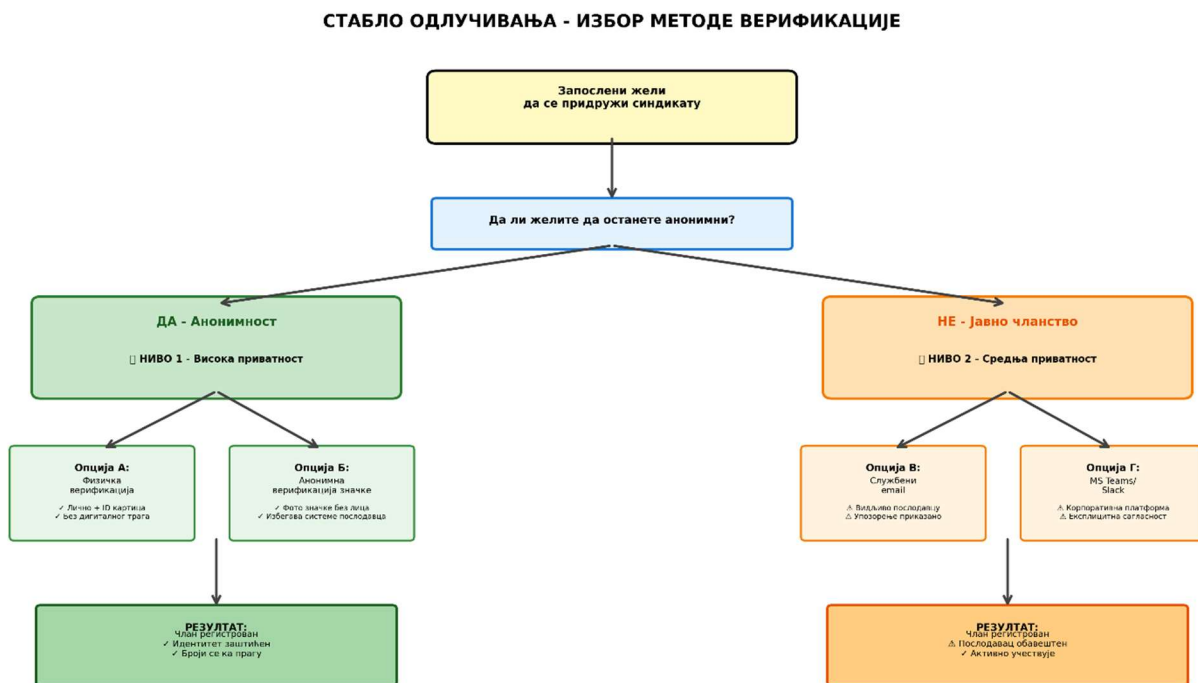 СТАБЛО ОДЛУЧИВАЊА - ИЗБОР МЕТОДЕ ВЕРИФИКАЦИЈЕ
Запослени жели
да се придружи синдикату
Да ли желите да останете анонимни?
ДА - Анонимност
НИВО 1 - Висока приватност
НЕ - Јавно чланство
НИВО 2 - Средња приватност
Опција А:
Физичка
верификација
✓ Лично + ID картица
✓ Без дигиталног трага
Опција Б:
Анонимна
верификација значке
✓ Фото значке без лица
✓ Избегава системе послодавца
Опција В:
Службени
email
⚠ Видљиво послодавцу
⚠ Упозорење приказано
Опција Г:
MS Teams/
Slack
⚠ Корпоративна платформа
⚠ Експлицитна сагласност
РЕЗУЛТАТ:
Члан регистрован
✓ Идентитет заштићен
✓ Броји се ка прагу
РЕЗУЛТАТ:
Члан регистрован
⚠ Послодавац обавештен
✓ Активно учествује